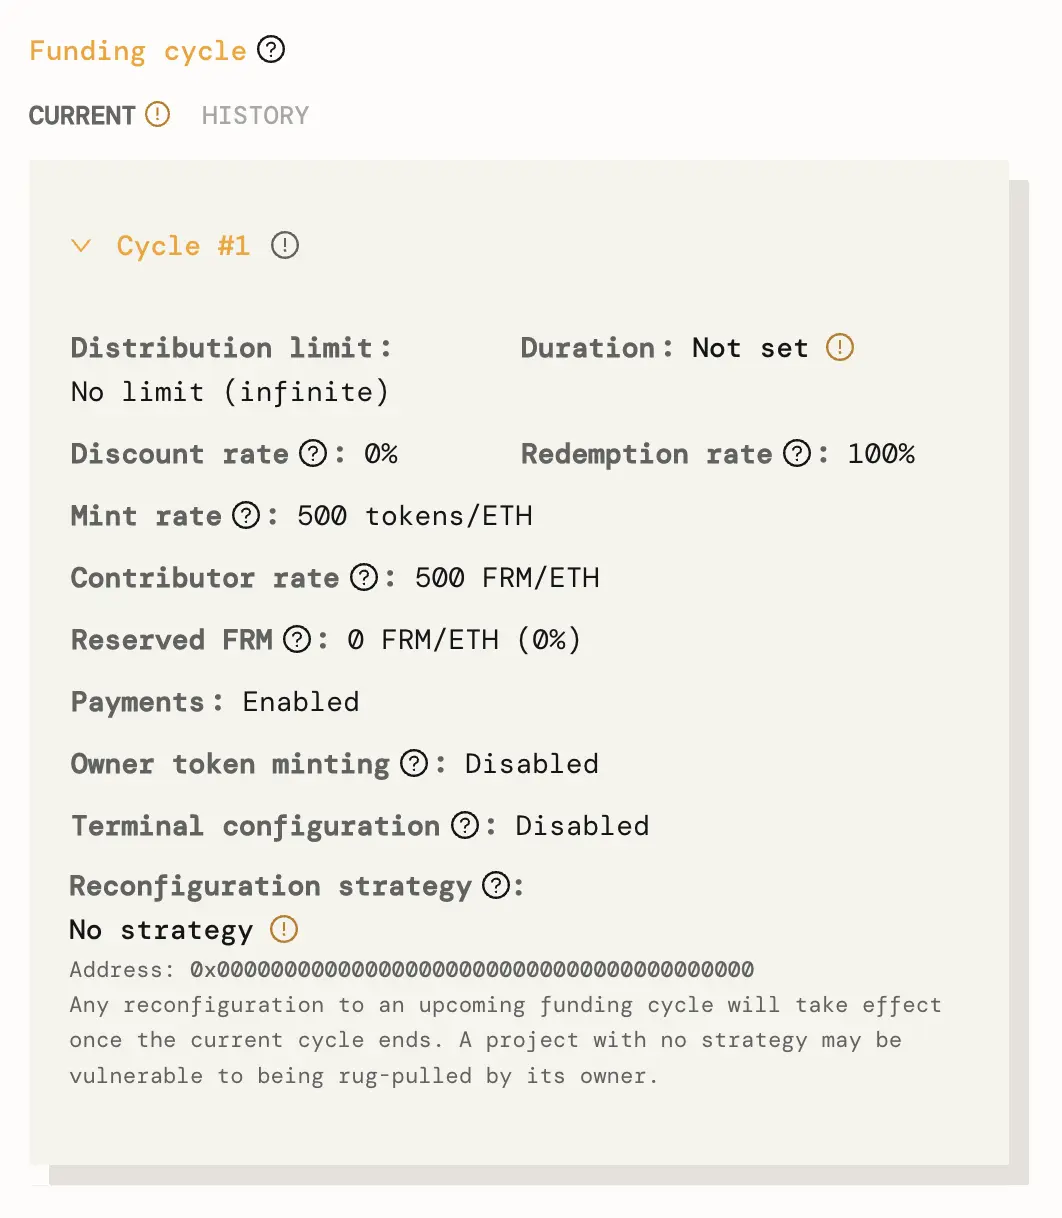 Funding cycle ?
CURRENT ! HISTORY
Cycle #1 !
Distribution limit:
No limit (infinite)
Duration: Not set !
Discount rate ? : 0%
Redemption rate ? : 100%
Mint rate ? : 500 tokens/ETH
Contributor rate ? : 500 FRM/ETH
Reserved FRM ? : 0 FRM/ETH (0%)
Payments: Enabled
Owner token minting ? : Disabled
Terminal configuration ? : Disabled
Reconfiguration strategy ? :
No strategy !
Address: 0x0000000000000000000000000000000000000000
Any reconfiguration to an upcoming funding cycle will take effect
once the current cycle ends. A project with no strategy may be
vulnerable to being rug-pulled by its owner.